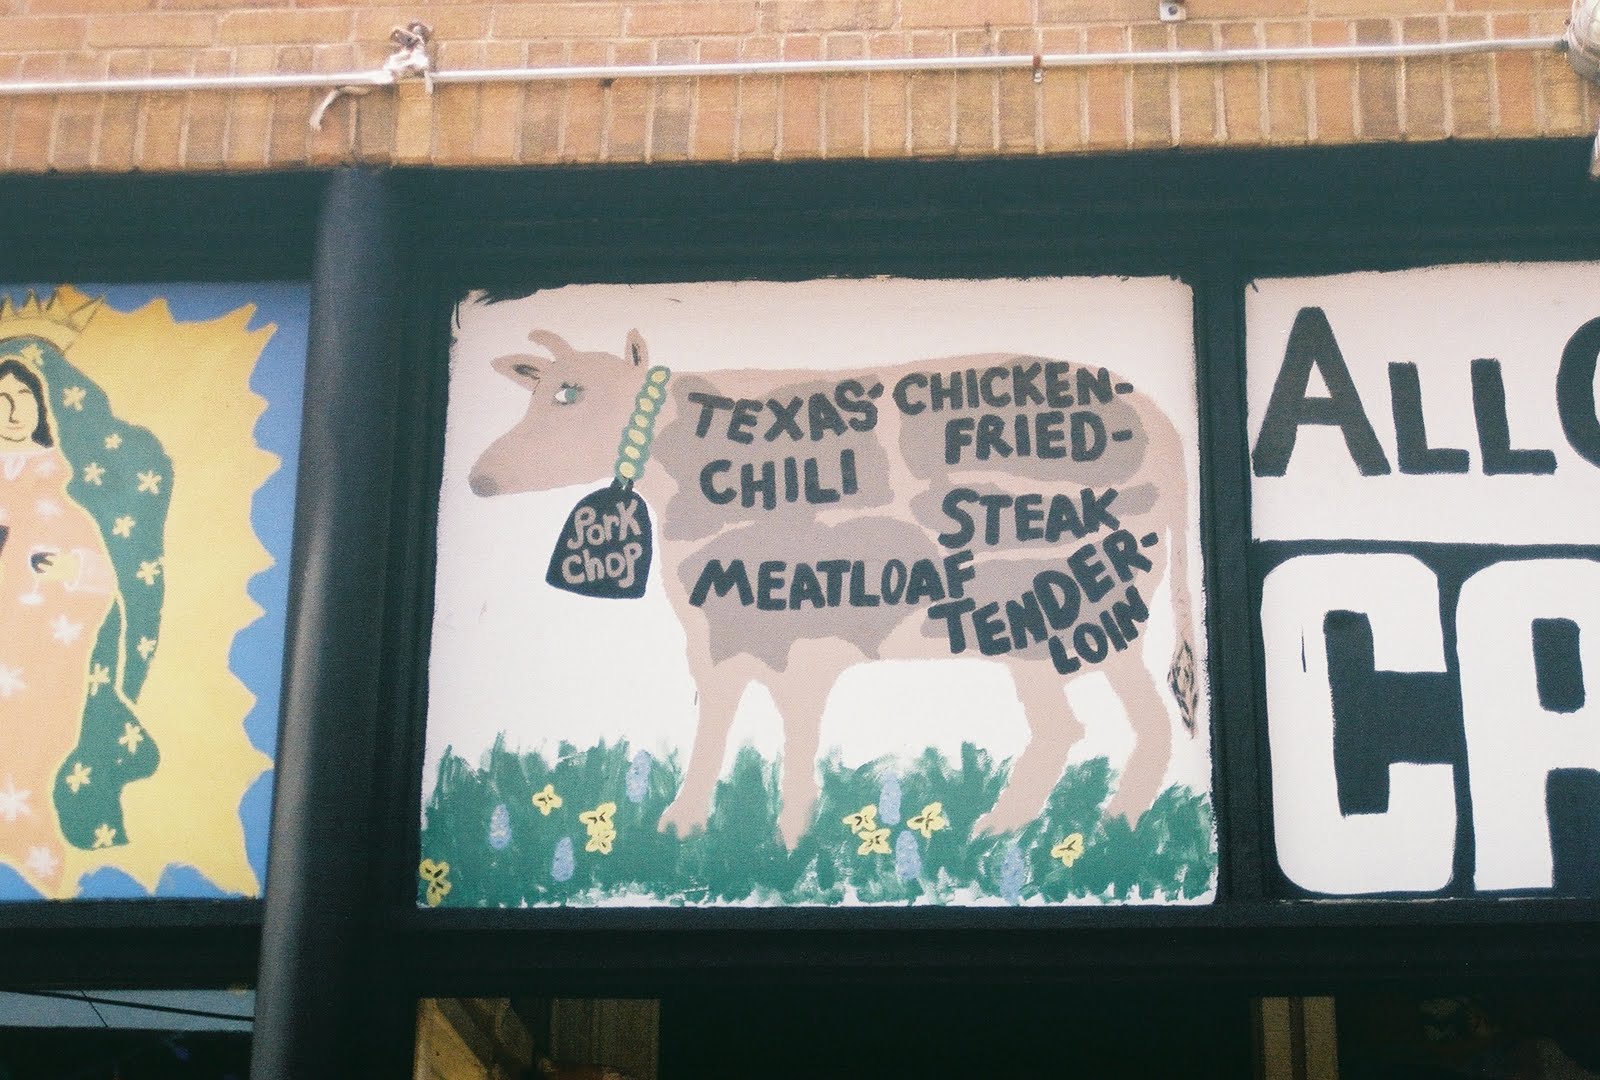 TEXAS
CHILI
CHICKEN-
FRIED-
STEAK
Pork
Chop
MEATLOAF
TENDER-
LOIN
ALL